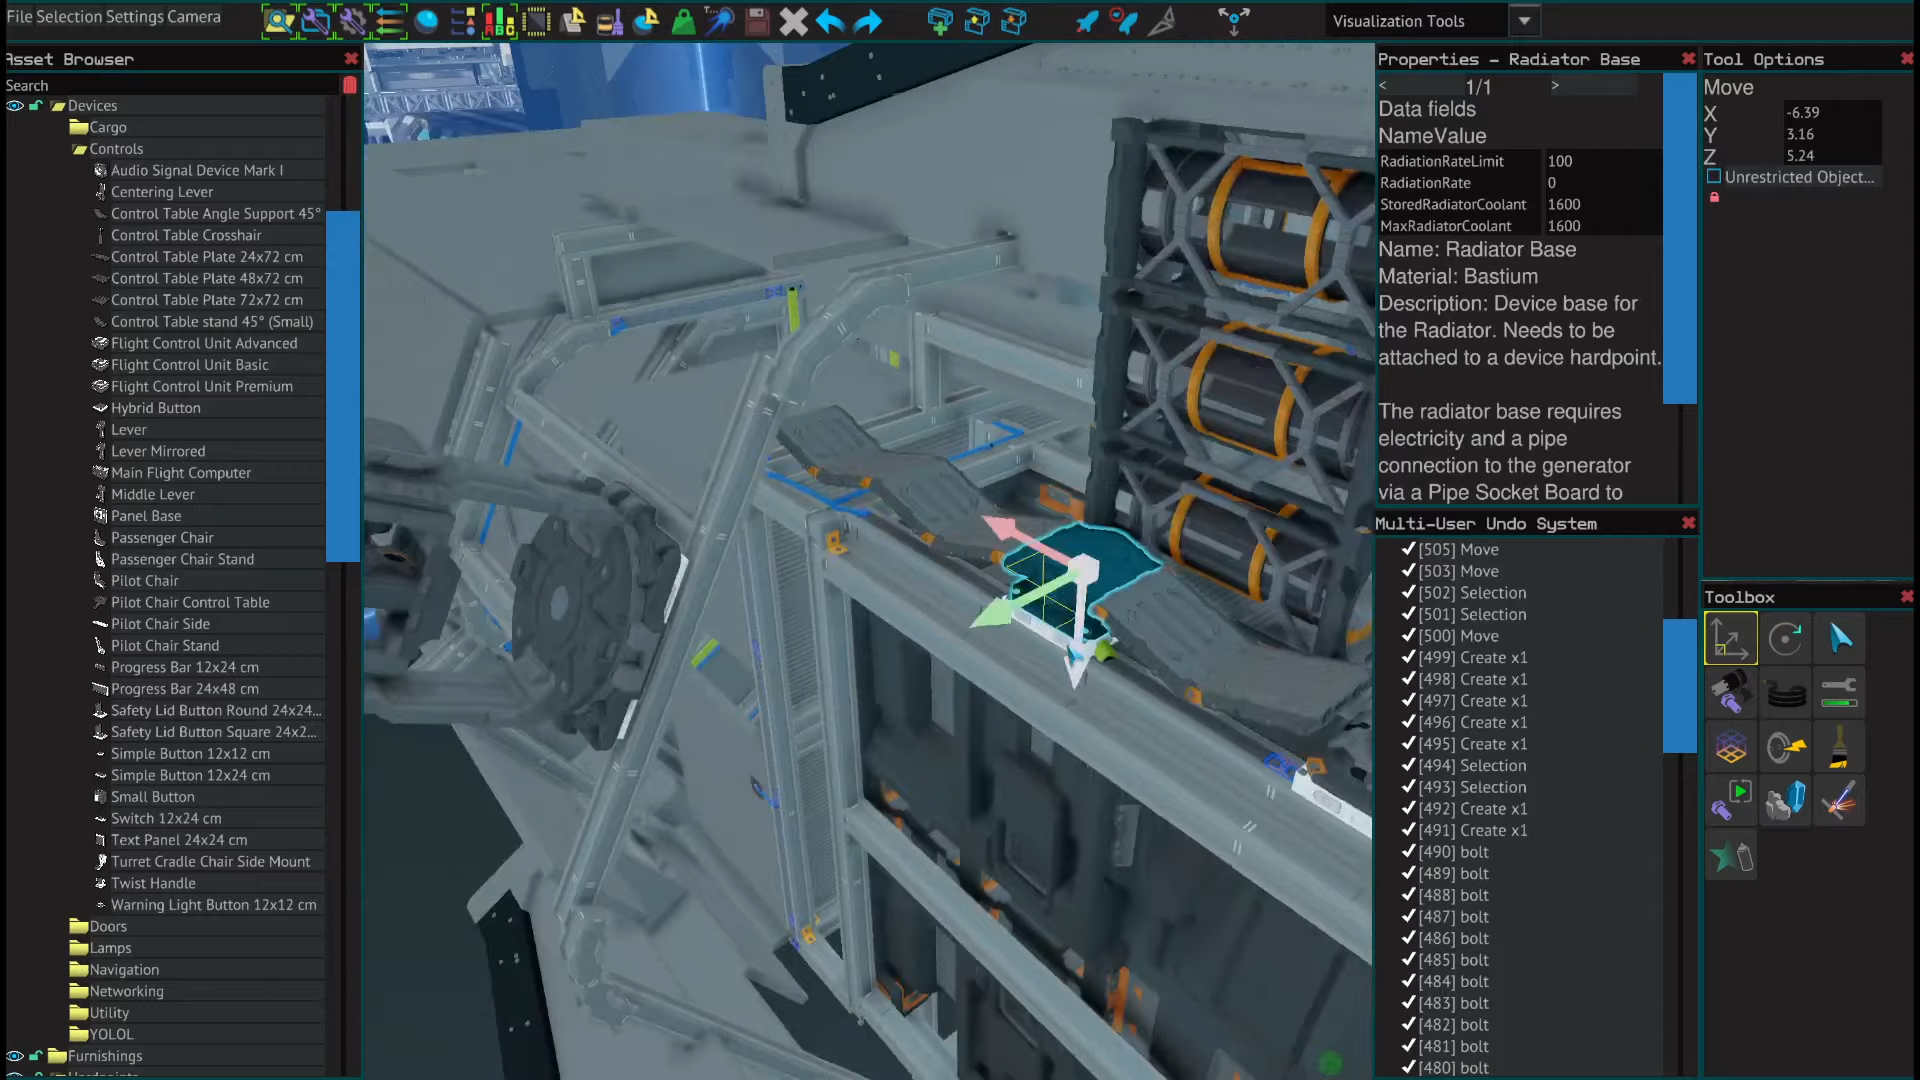 File Selection Settings Camera
Visualization Tools
Asset Browser
Search
Devices
Cargo
Controls
Audio Signal Device Mark I
Centering Lever
Control Table Angle Support 45°
Control Table Crosshair
Control Table Plate 24x72 cm
Control Table Plate 48x72 cm
Control Table Plate 72x72 cm
Control Table stand 45° (Small)
Flight Control Unit Advanced
Flight Control Unit Basic
Flight Control Unit Premium
Hybrid Button
Lever
Lever Mirrored
Main Flight Computer
Middle Lever
Panel Base
Passenger Chair
Passenger Chair Stand
Pilot Chair
Pilot Chair Control Table
Pilot Chair Side
Pilot Chair Stand
Progress Bar 12x24 cm
Progress Bar 24x48 cm
Safety Lid Button Round 24x24...
Safety Lid Button Square 24x2...
Simple Button 12x12 cm
Simple Button 12x24 cm
Small Button
Switch 12x24 cm
Text Panel 24x24 cm
Turret Cradle Chair Side Mount
Twist Handle
Warning Light Button 12x12 cm
Doors
Lamps
Navigation
Networking
Utility
YOLOL
Furnishings
Properties - Radiator Base
< 1/1 >
Data fields
NameValue
RadiationRateLimit 100
RadiationRate 0
StoredRadiatorCoolant 1600
MaxRadiatorCoolant 1600
Name: Radiator Base
Material: Bastium
Description: Device base for
the Radiator. Needs to be
attached to a device hardpoint.
The radiator base requires
electricity and a pipe
connection to the generator
via a Pipe Socket Board to
Multi-User Undo System
[505] Move
[503] Move
[502] Selection
[501] Selection
[500] Move
[499] Create x1
[498] Create x1
[497] Create x1
[496] Create x1
[495] Create x1
[494] Selection
[493] Selection
[492] Create x1
[491] Create x1
[490] bolt
[489] bolt
[488] bolt
[487] bolt
[486] bolt
[485] bolt
[484] bolt
[483] bolt
[482] bolt
[481] bolt
[480] bolt
Tool Options
Move
X -6.39
Y 3.16
Z 5.24
Unrestricted Object...
Toolbox